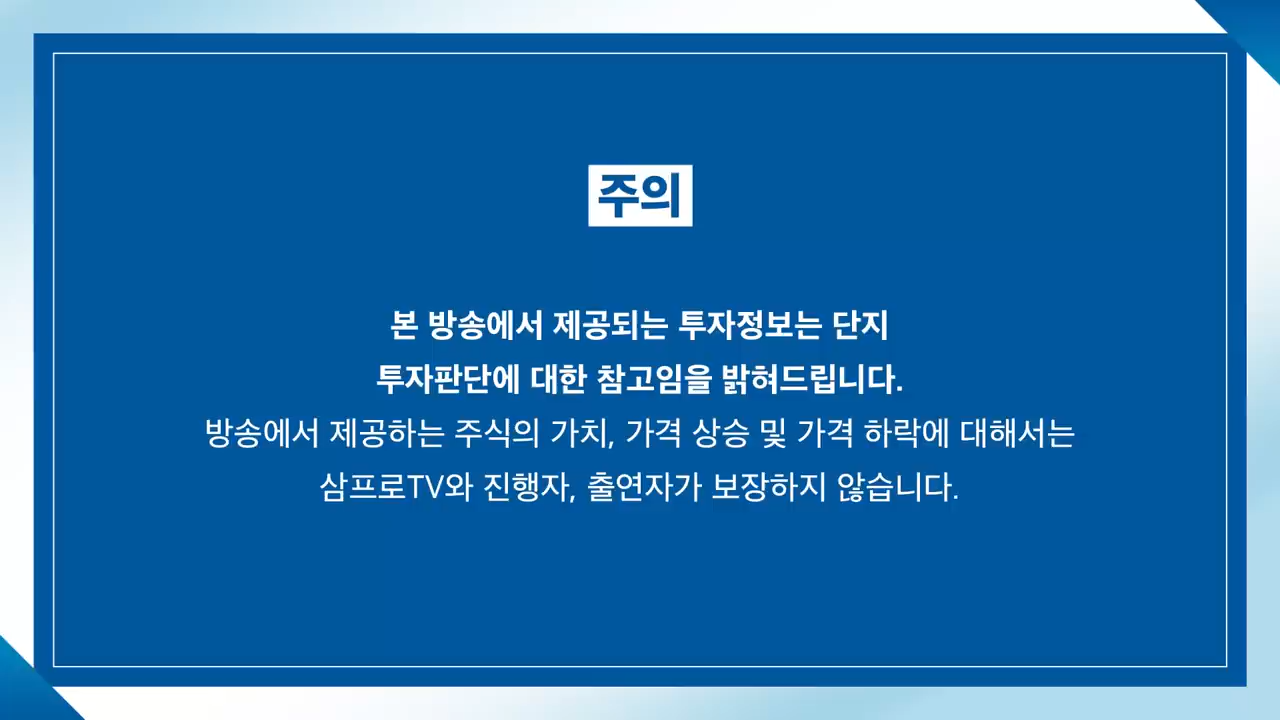 주의
본 방송에서 제공되는 투자정보는 단지
투자판단에 대한 참고임을 밝혀드립니다.
방송에서 제공하는 주식의 가치, 가격 상승 및 가격 하락에 대해서는
삼프로TV와 진행자, 출연자가 보장하지 않습니다.